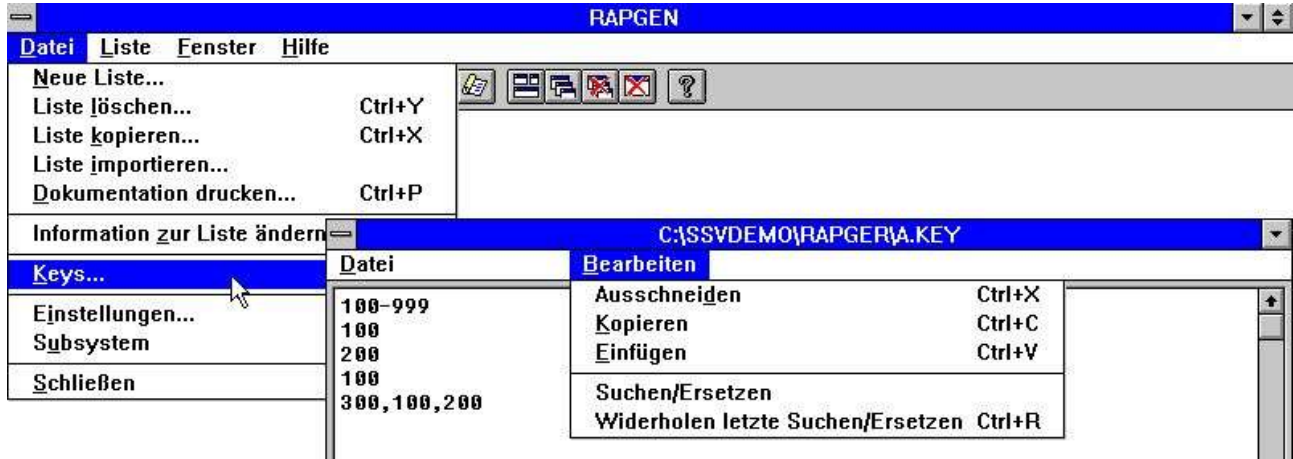 RAPGEN
Datei Liste Fenster Hilfe
Neue Liste...
Liste löschen... Ctrl+Y
Liste kopieren... Ctrl+X
Liste importieren...
Dokumentation drucken... Ctrl+P
Information zur Liste ändern
Keys...
Einstellungen...
Subsystem
Schließen
C:\SSVDEMO\RAPGER\A.KEY
Datei Bearbeiten
100-999
100
200
100
300,100,200
Ausschneiden Ctrl+X
Kopieren Ctrl+C
Einfügen Ctrl+V
Suchen/Ersetzen
Widerholen letzte Suchen/Ersetzen Ctrl+R